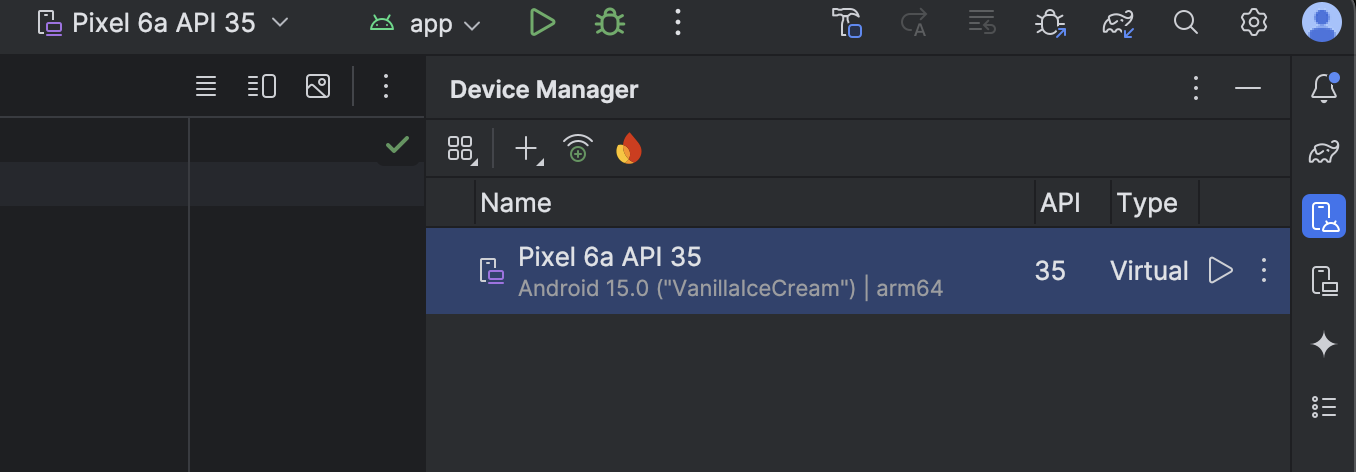 Pixel 6a API 35
app
Device Manager
Name API Type
Pixel 6a API 35
Android 15.0 ("VanillaIceCream") | arm64
35 Virtual